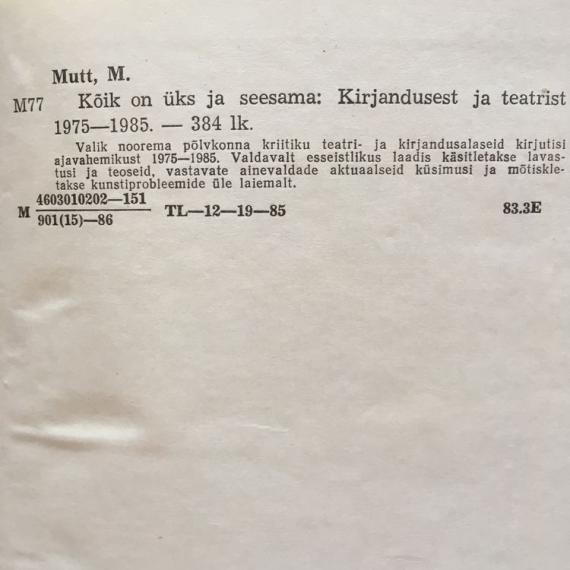 Mutt, M.
M77 Kõik on üks ja seesama: Kirjandusest ja teatrist
1975—1985. — 384 lk.
Valik noorema põlvkonna kriitiku teatri- ja kirjandusalaseid kirjutisi
ajavahemikust 1975—1985. Valdavalt esseistlikus laadis käsitletakse lavas-
tusi ja teoseid, vastavate ainevaldade aktuaalseid küsimusi ja mõtiskle-
takse kunstiprobleemide üle laiemalt.
M 4603010202—151 TL—12—19—85 83.3E
901(15)—86